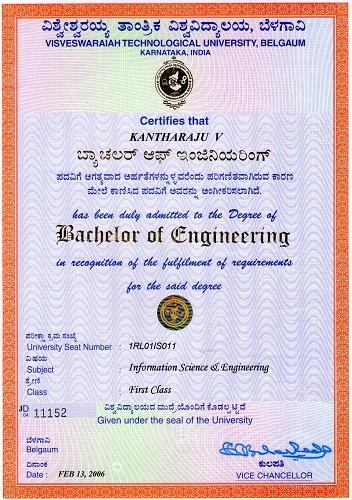 ವಿಶ್ವೇಶ್ವರಯ್ಯ ತಾಂತ್ರಿಕ ವಿಶ್ವವಿದ್ಯಾಲಯ, ಬೆಳಗಾವಿ
VISVESWARAIAH TECHNOLOGICAL UNIVERSITY, BELGAUM
KARNATAKA, INDIA
Certifies that
KANTHARAJU V
ಬ್ಯಾಚಲರ್ ಆಫ್ ಇಂಜಿನಿಯರಿಂಗ್
ಪದವಿಗೆ ಅಗತ್ಯವಾದ ಅರ್ಹತೆಗಳನ್ನುಳ್ಳವರೆಂದು ಪರಿಗಣಿತವಾಗಿರುವ ಕಾರಣ
ಮೇಲೆ ಕಾಣಿಸಿದ ಪದವಿಗೆ ಅವರನ್ನು ಅಂಗೀಕರಿಸಲಾಗಿದೆ.
has been duly admitted to the Degree of
Bachelor of Engineering
in recognition of the fulfilment of requirements
for the said degree
ಪರೀಕ್ಷಾ ಕ್ರಮ ಸಂಖ್ಯೆ
University Seat Number : 1RL01IS011
ವಿಷಯ
Subject : Information Science & Engineering
ಶ್ರೇಣಿ
Class : First Class
JD 04 11152
ವಿಶ್ವವಿದ್ಯಾಲಯದ ಮುದ್ರೆಯೊಂದಿಗೆ ಕೊಡಲ್ಪಟ್ಟಿದೆ
Given under the seal of the University
ಬೆಳಗಾವಿ
Belgaum
ದಿನಾಂಕ
Date : FEB 13, 2006
ಕುಲಪತಿ
VICE CHANCELLOR